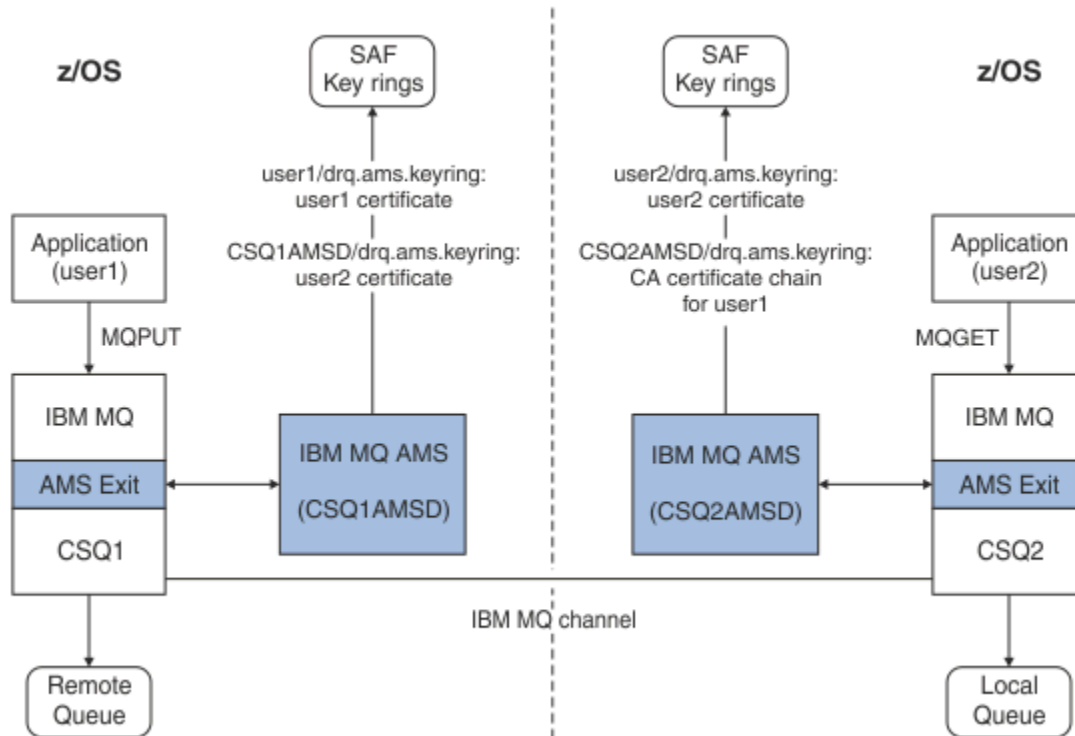 z/OS
SAF
Key rings
user1/drq.ams.keyring:
user1 certificate
CSQ1AMSD/drq.ams.keyring:
user2 certificate
Application
(user1)
MQPUT
IBM MQ
AMS Exit
CSQ1
IBM MQ AMS
(CSQ1AMSD)
Remote
Queue
IBM MQ channel
SAF
Key rings
z/OS
user2/drq.ams.keyring:
user2 certificate
CSQ2AMSD/drq.ams.keyring:
CA certificate chain
for user1
Application
(user2)
MQGET
IBM MQ AMS
(CSQ2AMSD)
IBM MQ
AMS Exit
CSQ2
Local
Queue